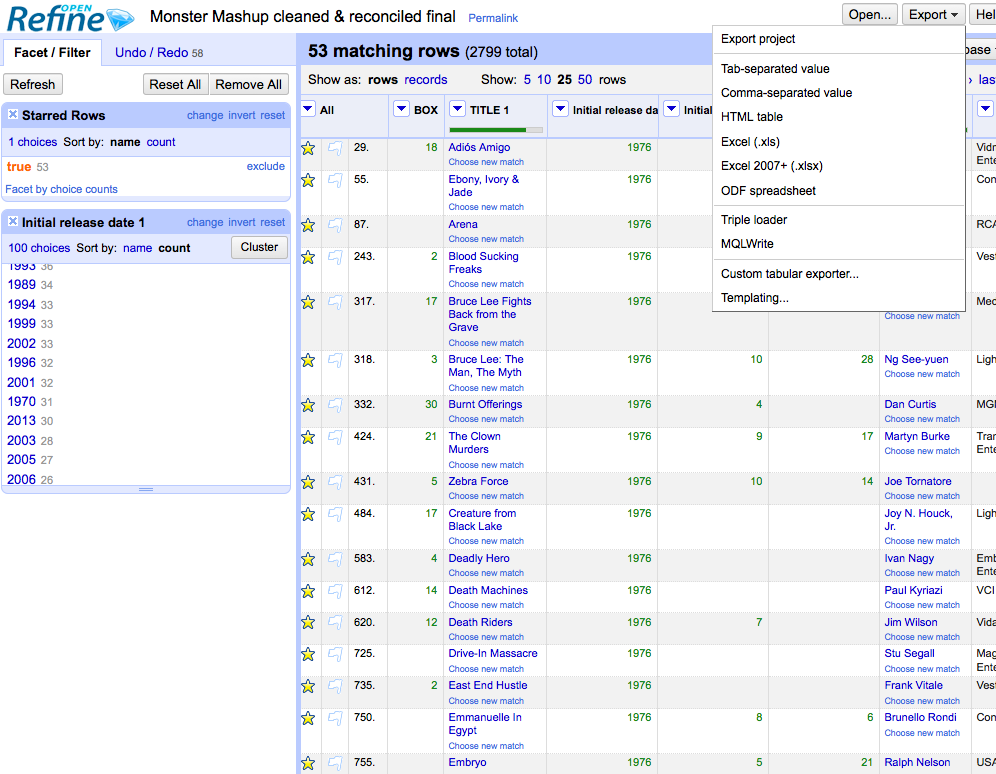 OPEN
Refine
Monster Mashup cleaned & reconciled final Permalink
Open... Export Hel
Facet / Filter Undo / Redo 58
Refresh Reset All Remove All
Starred Rows change invert reset
1 choices Sort by: name count
true 53 exclude
Facet by choice counts
Initial release date 1 change invert reset
100 choices Sort by: name count Cluster
1993 36
1989 34
1994 33
1999 33
2002 33
1996 32
2001 32
1970 31
2013 30
2003 28
2005 27
2006 26
53 matching rows (2799 total)
Show as: rows records Show: 5 10 25 50 rows
› las
All BOX TITLE 1 Initial release da Initial
Export project
Tab-separated value
Comma-separated value
HTML table
Excel (.xls)
Excel 2007+ (.xlsx)
ODF spreadsheet
Triple loader
MQLWrite
Custom tabular exporter...
Templating...
base
29. 18 Adiós Amigo 1976 Vidm
Choose new match Ente
55. Ebony, Ivory & 1976 Con
Jade
Choose new match
87. Arena 1976 RCA
Choose new match
243. 2 Blood Sucking 1976 Vest
Freaks
Choose new match
317. 17 Bruce Lee Fights 1976 Med
Back from the Choose new match
Grave
Choose new match
318. 3 Bruce Lee: The 1976 10 28 Ng See-yuen Ligh
Man, The Myth Choose new match
Choose new match
332. 30 Burnt Offerings 1976 4 Dan Curtis MGM
Choose new match Choose new match
424. 21 The Clown 1976 9 17 Martyn Burke Tran
Murders Choose new match Ente
Choose new match
431. 5 Zebra Force 1976 10 14 Joe Tornatore
Choose new match Choose new match
484. 17 Creature from 1976 Joy N. Houck, Ligh
Black Lake Jr.
Choose new match Choose new match
583. 4 Deadly Hero 1976 Ivan Nagy Emb
Choose new match Choose new match Ente
612. 14 Death Machines 1976 Paul Kyriazi VCI
Choose new match Choose new match
620. 12 Death Riders 1976 7 Jim Wilson Vida
Choose new match Choose new match
725. Drive-In Massacre 1976 Stu Segall Mag
Choose new match Choose new match Ente
735. 2 East End Hustle 1976 Frank Vitale Vest
Choose new match Choose new match
750. Emmanuelle In 1976 8 6 Brunello Rondi Con
Egypt Choose new match
Choose new match
755. Embryo 1976 5 21 Ralph Nelson USA